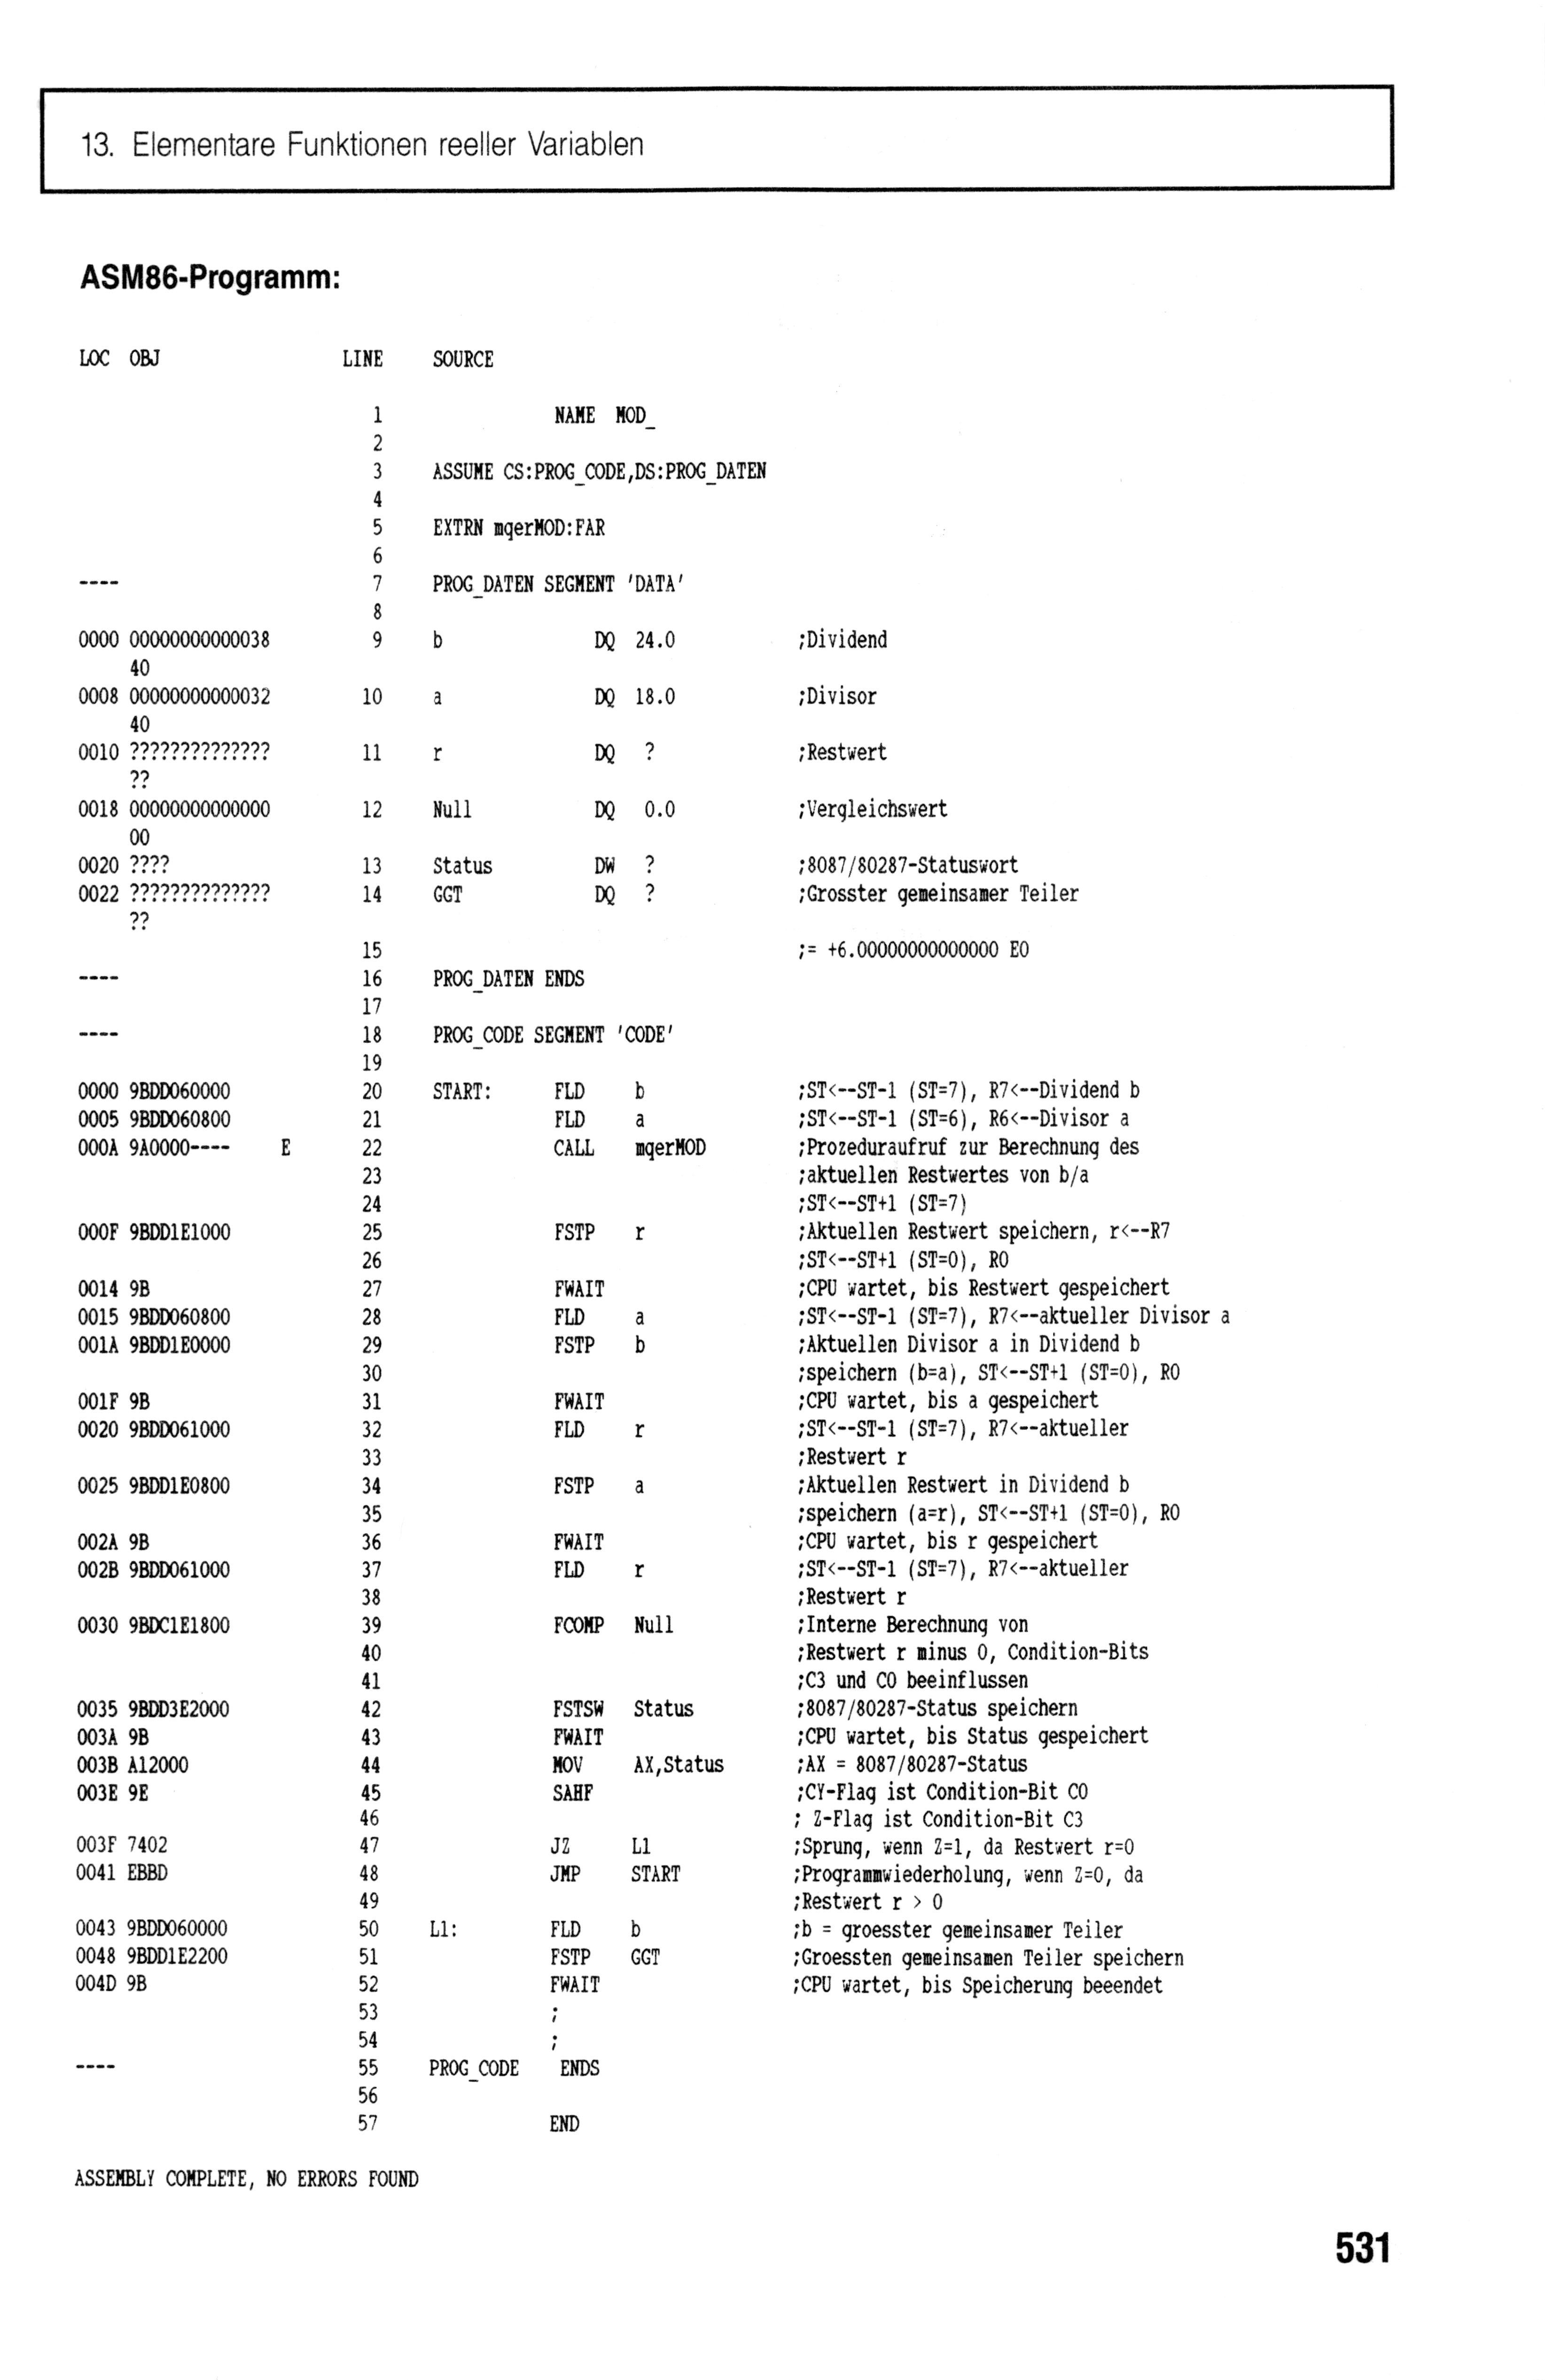 13. Elementare Funktionen reeller Variablen
ASM86-Programm:
LOC OBJ LINE SOURCE
1 NAME MOD_
2
3 ASSUME CS:PROG_CODE,DS:PROG_DATEN
4
5 EXTRN mqerMOD:FAR
6
---- 7 PROG_DATEN SEGMENT 'DATA'
8
0000 00000000000038 9 b DQ 24.0 ;Dividend
40
0008 00000000000032 10 a DQ 18.0 ;Divisor
40
0010 ?????????????? 11 r DQ ? ;Restwert
??
0018 00000000000000 12 Null DQ 0.0 ;Vergleichswert
00
0020 ???? 13 Status DW ? ;8087/80287-Statuswort
0022 ?????????????? 14 GGT DQ ? ;Grosster gemeinsamer Teiler
??
15 ;= +6.00000000000000 E0
---- 16 PROG_DATEN ENDS
17
---- 18 PROG_CODE SEGMENT 'CODE'
19
0000 9BDD060000 20 START: FLD b ;ST<--ST-1 (ST=7), R7<--Dividend b
0005 9BDD060800 21 FLD a ;ST<--ST-1 (ST=6), R6<--Divisor a
000A 9A0000---- E 22 CALL mqerMOD ;Prozeduraufruf zur Berechnung des
23 ;aktuellen Restwertes von b/a
24 ;ST<--ST+1 (ST=7)
000F 9BDD1E1000 25 FSTP r ;Aktuellen Restwert speichern, r<--R7
26 ;ST<--ST+1 (ST=0), R0
0014 9B 27 FWAIT ;CPU wartet, bis Restwert gespeichert
0015 9BDD060800 28 FLD a ;ST<--ST-1 (ST=7), R7<--aktueller Divisor a
001A 9BDD1E0000 29 FSTP b ;Aktuellen Divisor a in Dividend b
30 ;speichern (b=a), ST<--ST+1 (ST=0), R0
001F 9B 31 FWAIT ;CPU wartet, bis a gespeichert
0020 9BDD061000 32 FLD r ;ST<--ST-1 (ST=7), R7<--aktueller
33 ;Restwert r
0025 9BDD1E0800 34 FSTP a ;Aktuellen Restwert in Dividend b
35 ;speichern (a=r), ST<--ST+1 (ST=0), R0
002A 9B 36 FWAIT ;CPU wartet, bis r gespeichert
002B 9BDD061000 37 FLD r ;ST<--ST-1 (ST=7), R7<--aktueller
38 ;Restwert r
0030 9BDC1E1800 39 FCOMP Null ;Interne Berechnung von
40 ;Restwert r minus 0, Condition-Bits
41 ;C3 und C0 beeinflussen
0035 9BDD3E2000 42 FSTSW Status ;8087/80287-Status speichern
003A 9B 43 FWAIT ;CPU wartet, bis Status gespeichert
003B A12000 44 MOV AX,Status ;AX = 8087/80287-Status
003E 9E 45 SAHF ;CY-Flag ist Condition-Bit C0
46 ; Z-Flag ist Condition-Bit C3
003F 7402 47 JZ L1 ;Sprung, wenn Z=1, da Restwert r=0
0041 EBBD 48 JMP START ;Programmwiederholung, wenn Z=0, da
49 ;Restwert r > 0
0043 9BDD060000 50 L1: FLD b ;b = groesster gemeinsamer Teiler
0048 9BDD1E2200 51 FSTP GGT ;Groessten gemeinsamen Teiler speichern
004D 9B 52 FWAIT ;CPU wartet, bis Speicherung beeendet
53 ;
54 ;
---- 55 PROG_CODE ENDS
56
57 END
ASSEMBLY COMPLETE, NO ERRORS FOUND
531